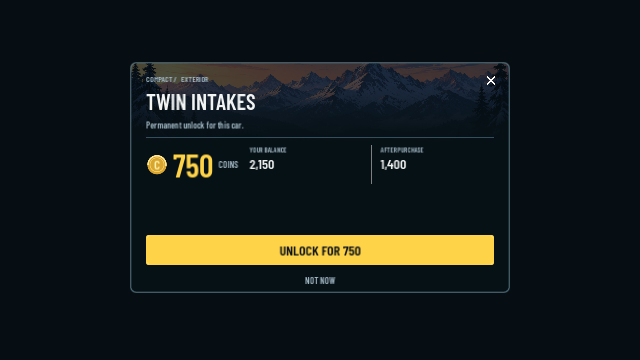 COMPACT / EXTERIOR
TWIN INTAKES
Permanent unlock for this car.
C 750 COINS
YOUR BALANCE
2,150
AFTER PURCHASE
1,400
UNLOCK FOR 750
NOT NOW